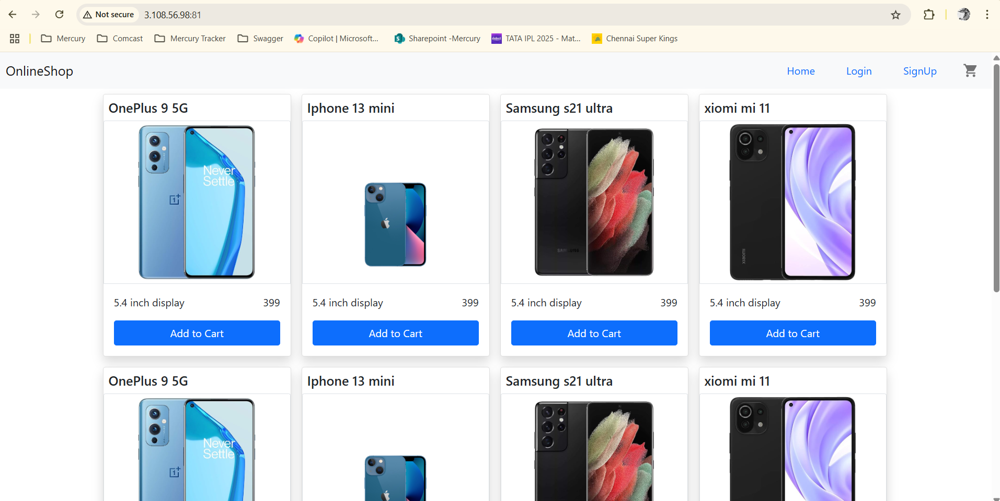 Not secure 3.108.56.98:81
Mercury Comcast Mercury Tracker Swagger Copilot | Microsoft... Sharepoint -Mercury TATA IPL 2025 - Mat... Chennai Super Kings
OnlineShop Home Login SignUp
OnePlus 9 5G Iphone 13 mini Samsung s21 ultra xiomi mi 11
Never
Settle
SAMSUNG
XIAOMI
5.4 inch display 399 5.4 inch display 399 5.4 inch display 399 5.4 inch display 399
Add to Cart Add to Cart Add to Cart Add to Cart
OnePlus 9 5G Iphone 13 mini Samsung s21 ultra xiomi mi 11
Never
Settle